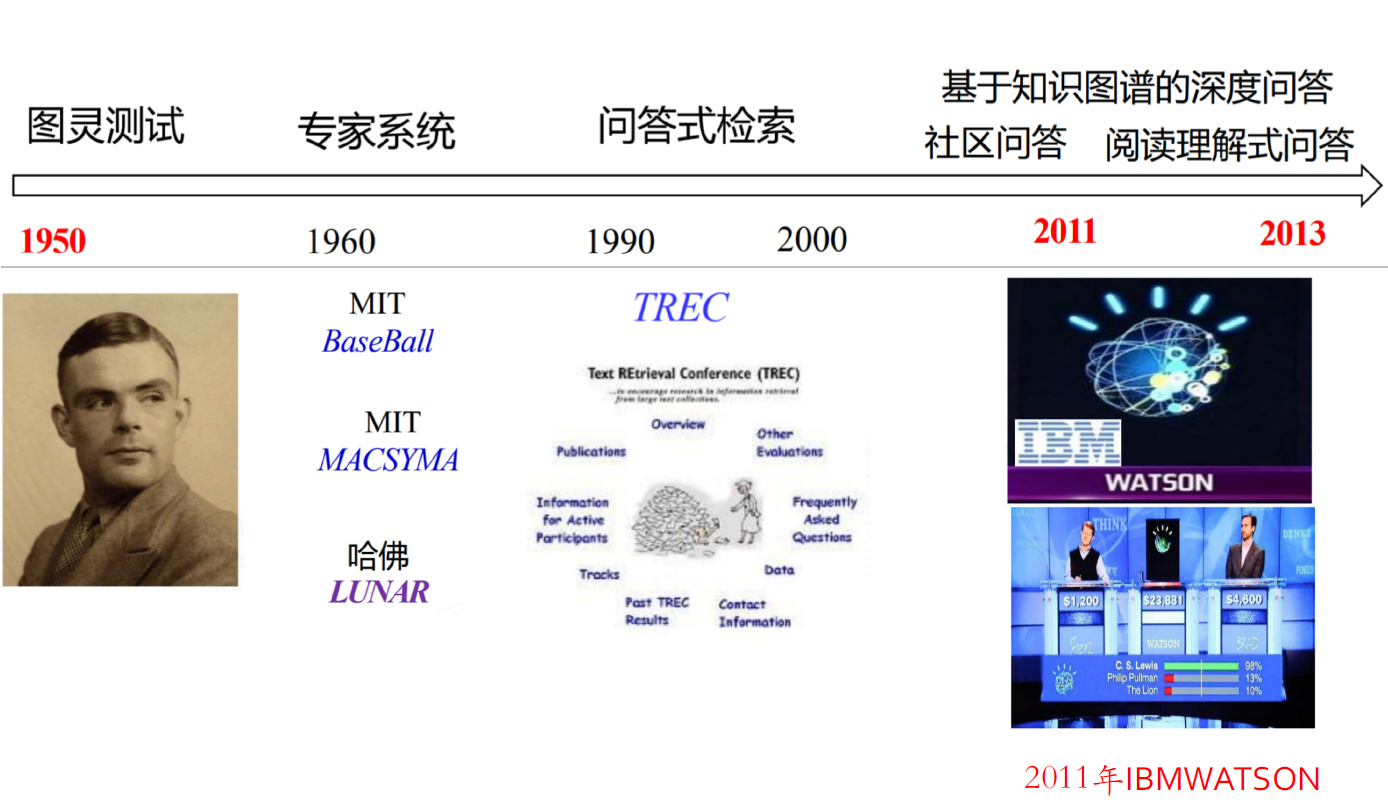 基于知识图谱的深度问答
图灵测试
专家系统
问答式检索
社区问答
阅读理解式问答
1950
1960
1990
2000
2011
2013
MIT
BaseBall
MIT
MACSYMA
哈佛
LUNAR
TREC
Text REtrieval Conference (TREC)
...to encourage research in information retrieval
from large text collections.
Overview
Other
Evaluations
Publications
Information
for Active
Participants
Frequently
Asked
Questions
Tracks
Data
Past TREC
Results
Contact
Information
IBM
WATSON
THINK
$1,200
$23,881
$4,600
WATSON
BRAD
C. S. Lewis 98%
Philip Pullman 13%
The Lion 10%
2011年IBMWATSON